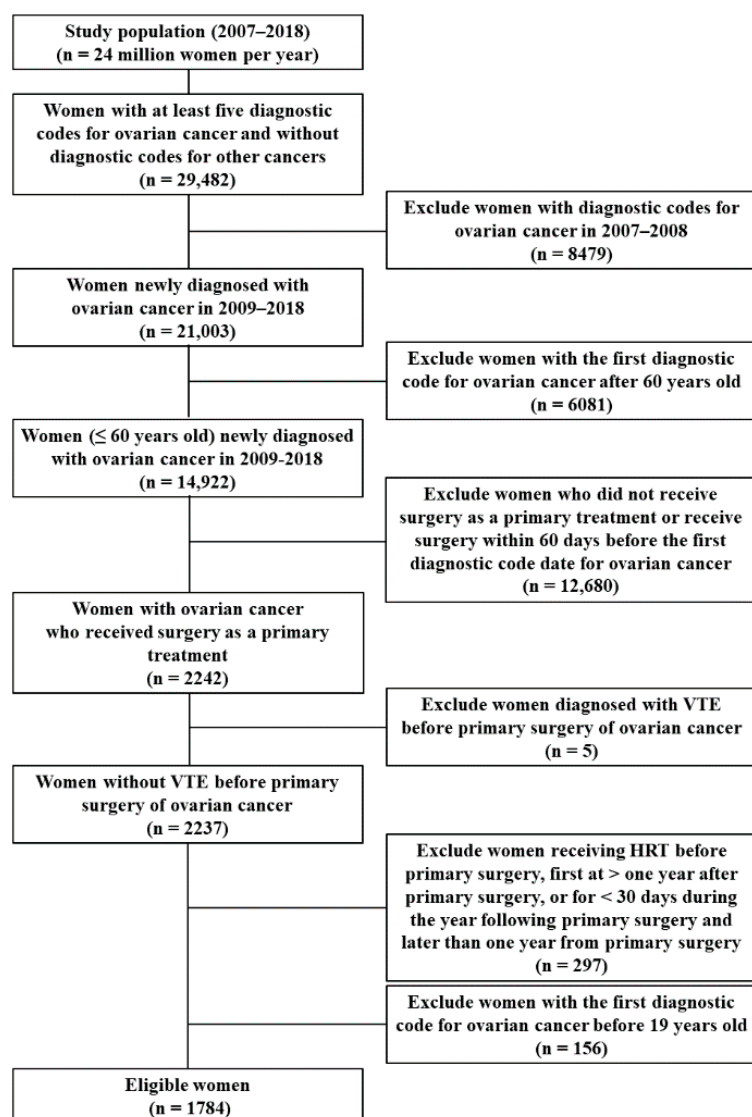 Study population (2007–2018)
(n = 24 million women per year)
Women with at least five diagnostic
codes for ovarian cancer and without
diagnostic codes for other cancers
(n = 29,482)
Exclude women with diagnostic codes for
ovarian cancer in 2007–2008
(n = 8479)
Women newly diagnosed with
ovarian cancer in 2009–2018
(n = 21,003)
Exclude women with the first diagnostic
code for ovarian cancer after 60 years old
(n = 6081)
Women (≤ 60 years old) newly diagnosed
with ovarian cancer in 2009-2018
(n = 14,922)
Exclude women who did not receive
surgery as a primary treatment or receive
surgery within 60 days before the first
diagnostic code date for ovarian cancer
(n = 12,680)
Women with ovarian cancer
who received surgery as a primary
treatment
(n = 2242)
Exclude women diagnosed with VTE
before primary surgery of ovarian cancer
(n = 5)
Women without VTE before primary
surgery of ovarian cancer
(n = 2237)
Exclude women receiving HRT before
primary surgery, first at > one year after
primary surgery, or for < 30 days during
the year following primary surgery and
later than one year from primary surgery
(n = 297)
Exclude women with the first diagnostic
code for ovarian cancer before 19 years old
(n = 156)
Eligible women
(n = 1784)